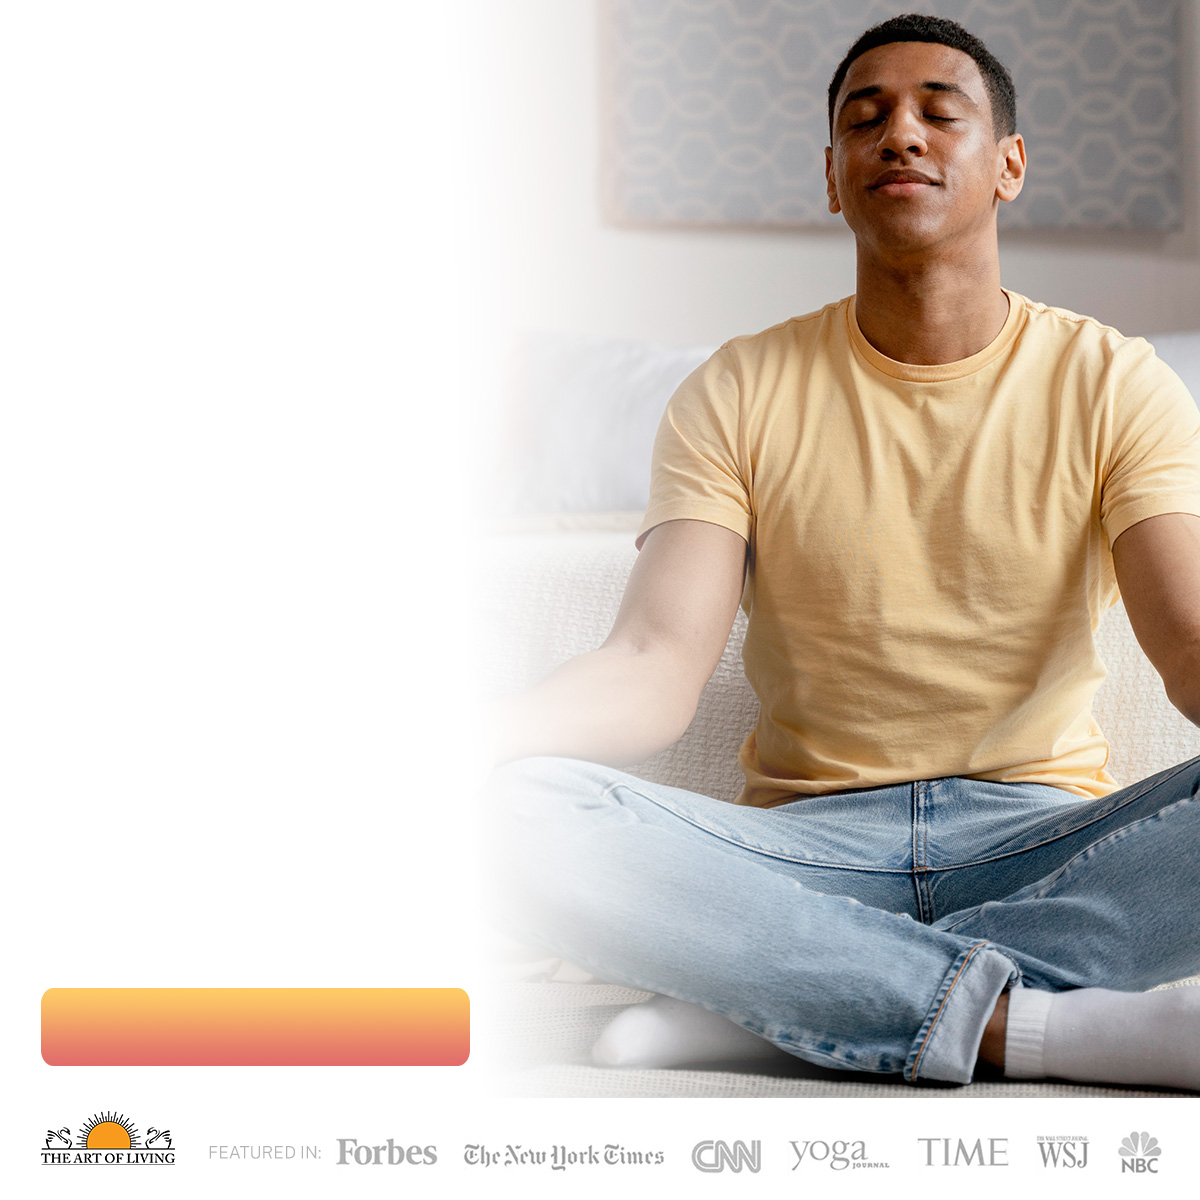 THE ART OF LIVING
FEATURED IN:
Forbes
The New York Times
CNN
yoga
JOURNAL
TIME
THE WALL STREET JOURNAL
WSJ
NBC